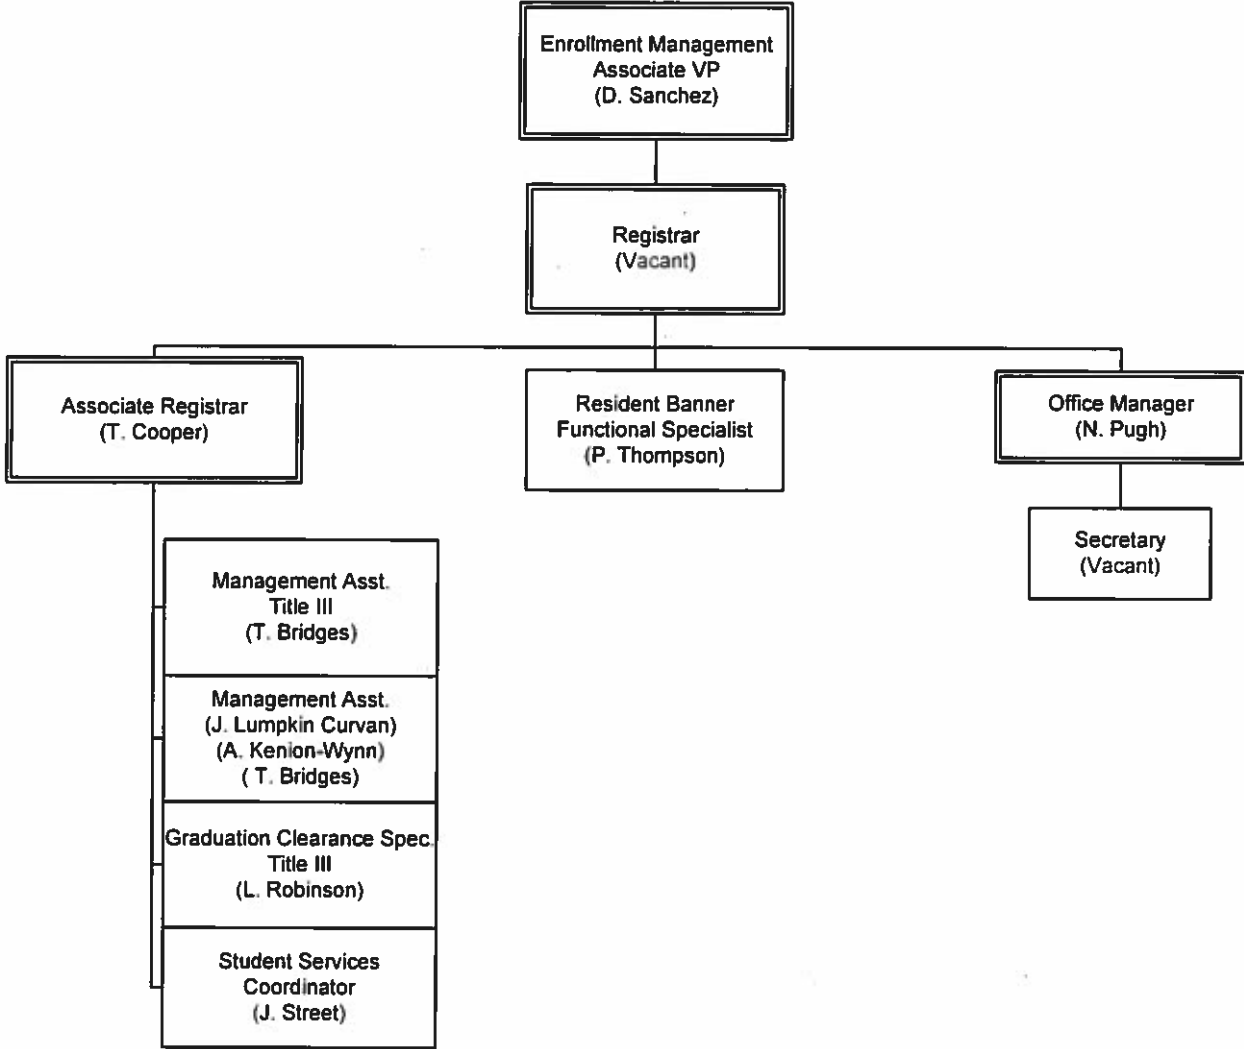 Enrollment Management
Associate VP
(D. Sanchez)
Registrar
(Vacant)
Associate Registrar
(T. Cooper)
Resident Banner
Functional Specialist
(P. Thompson)
Office Manager
(N. Pugh)
Secretary
(Vacant)
Management Asst.
Title III
(T. Bridges)
Management Asst.
(J. Lumpkin Curvan)
(A. Kenion-Wynn)
( T. Bridges)
Graduation Clearance Spec.
Title III
(L. Robinson)
Student Services
Coordinator
(J. Street)